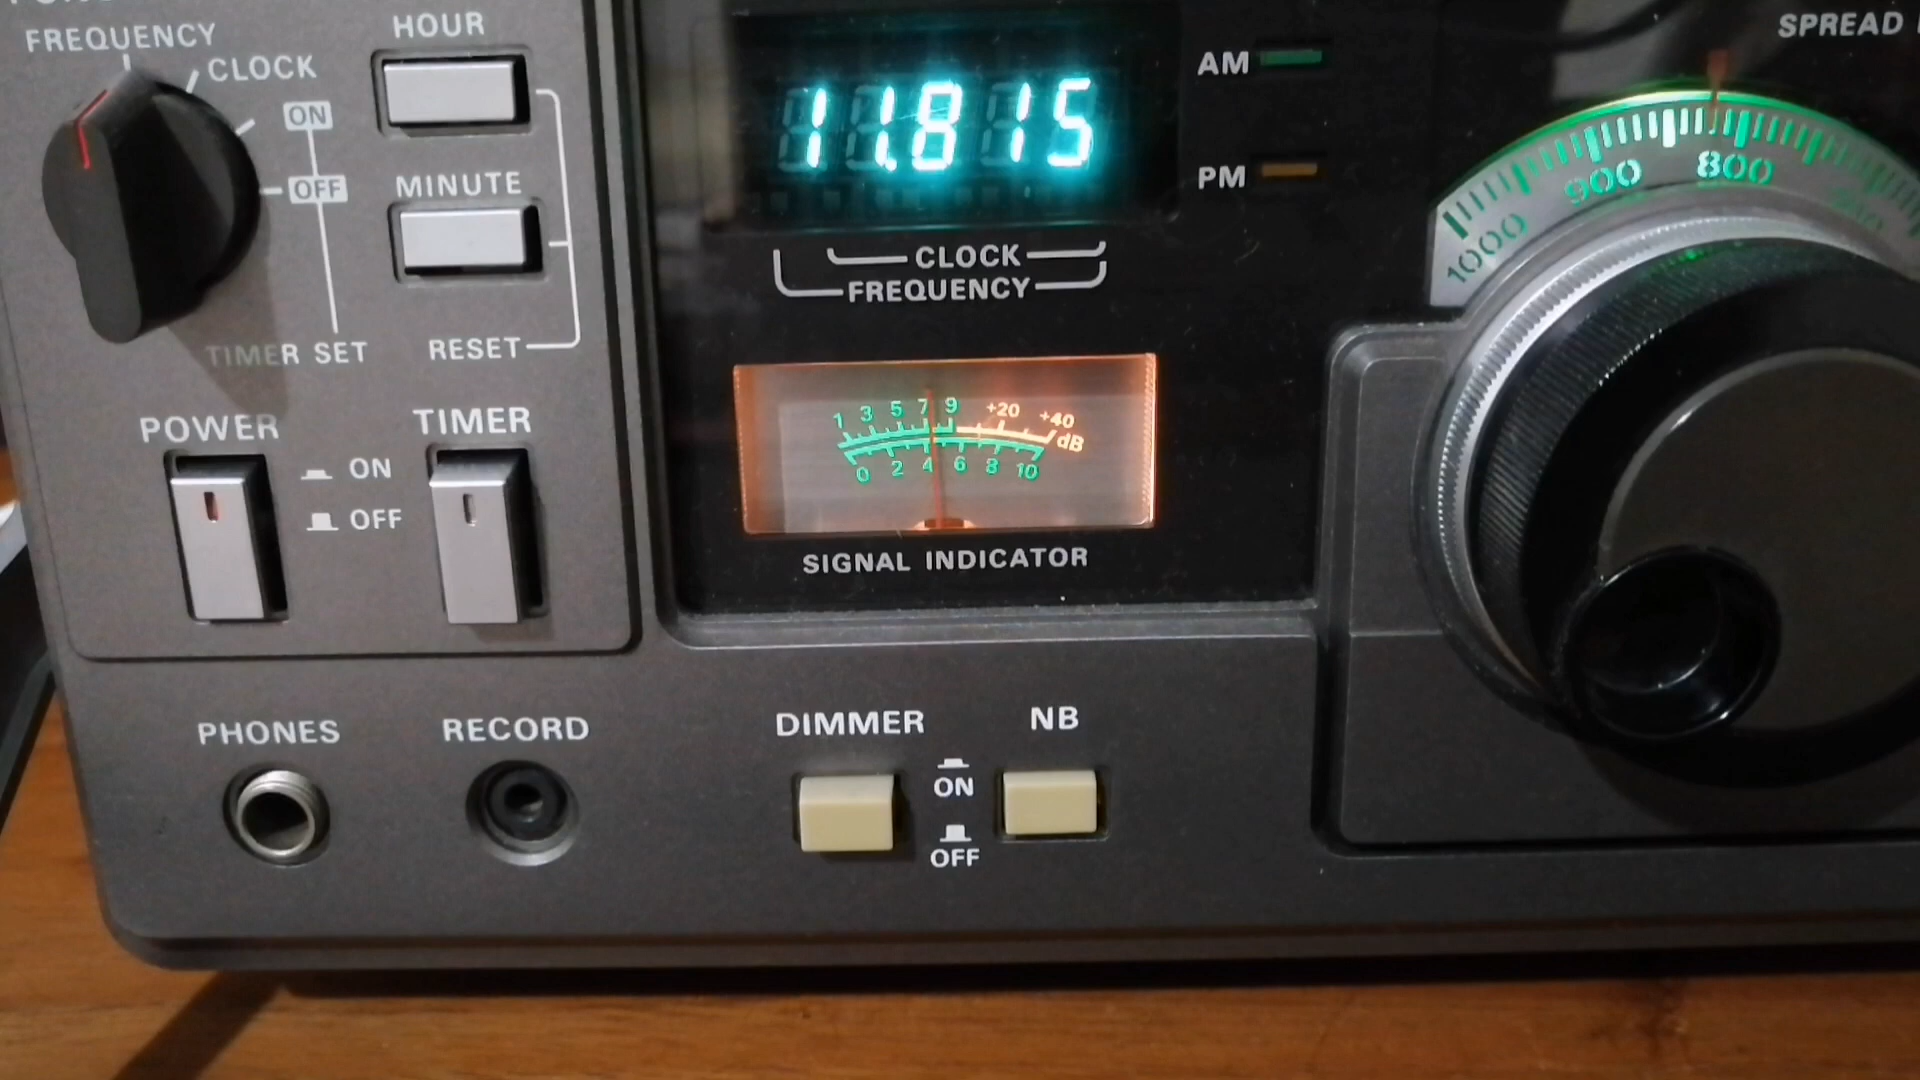 FREQUENCY
CLOCK
ON
OFF
TIMER SET
HOUR
MINUTE
RESET
POWER
TIMER
ON
OFF
11.815
AM
PM
CLOCK
FREQUENCY
1 3 5 7 9 +20 +40
dB
0 2 4 6 8 10
SIGNAL INDICATOR
SPREAD
1000 900 800
PHONES
RECORD
DIMMER
NB
ON
OFF